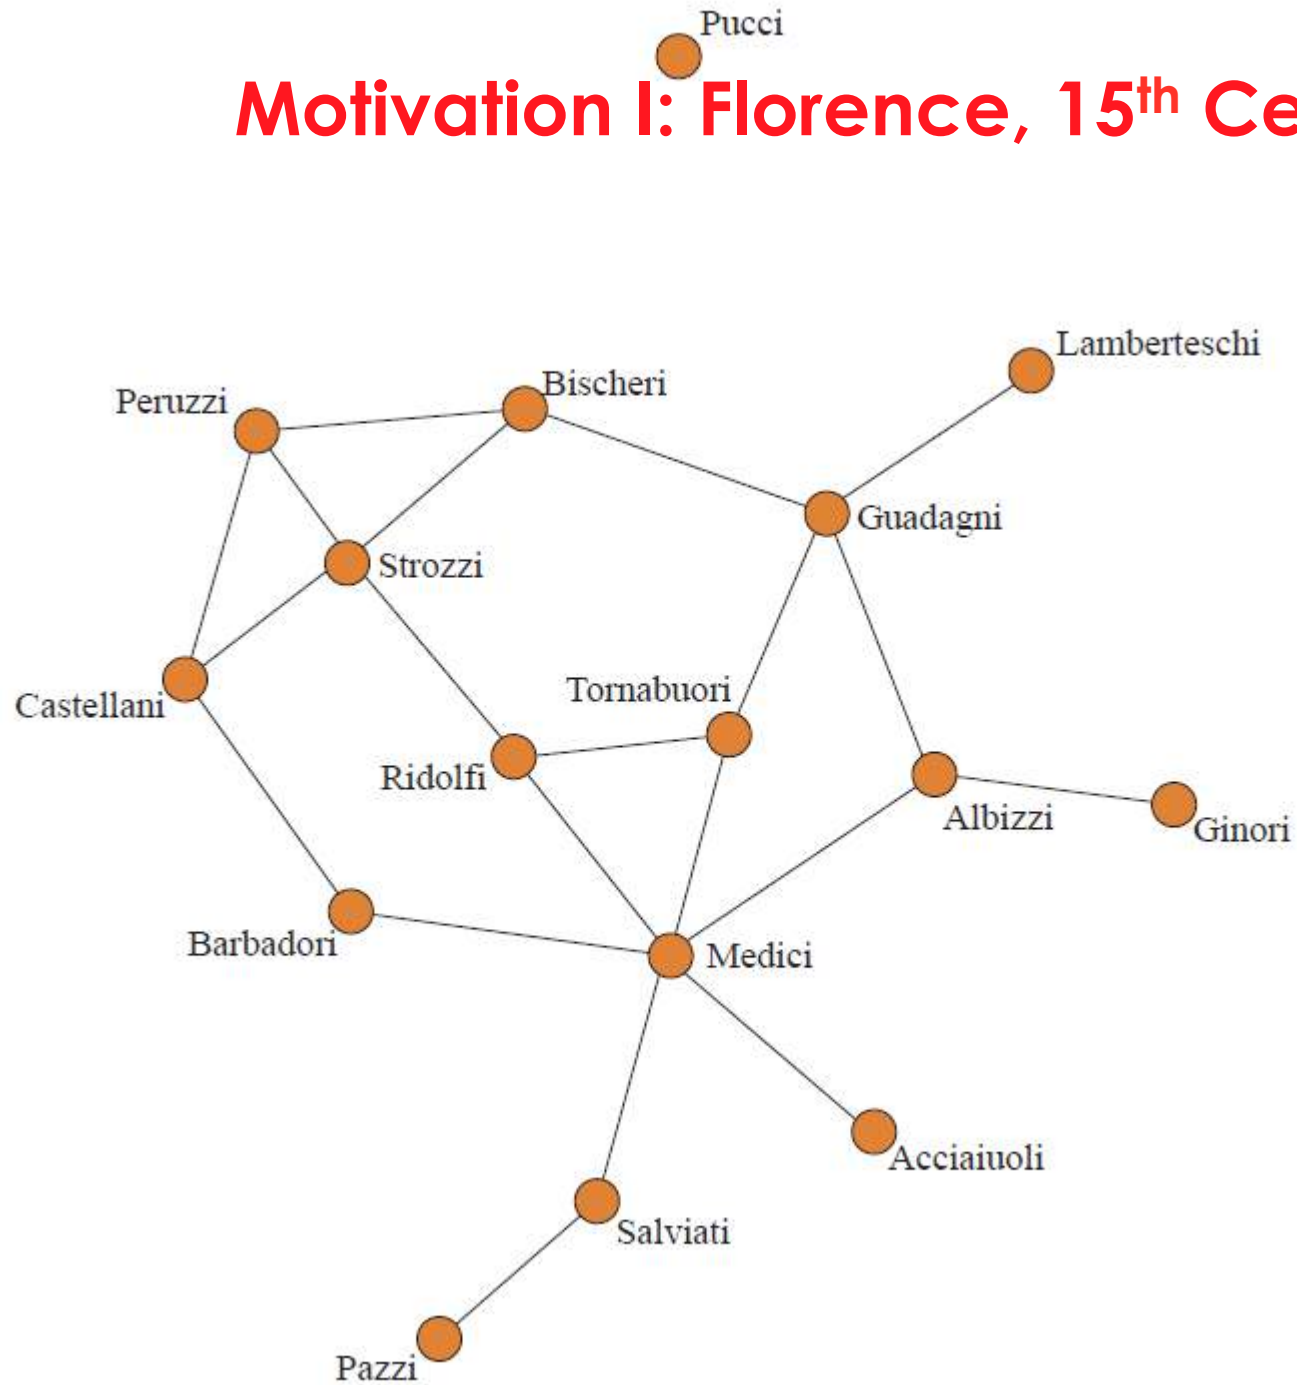 Pucci
Motivation I: Florence, 15th Ce
Lamberteschi
Bischeri
Peruzzi
Guadagni
Strozzi
Tornabuori
Castellani
Ridolfi
Albizzi
Ginori
Barbadori
Medici
Acciaiuoli
Salviati
Pazzi